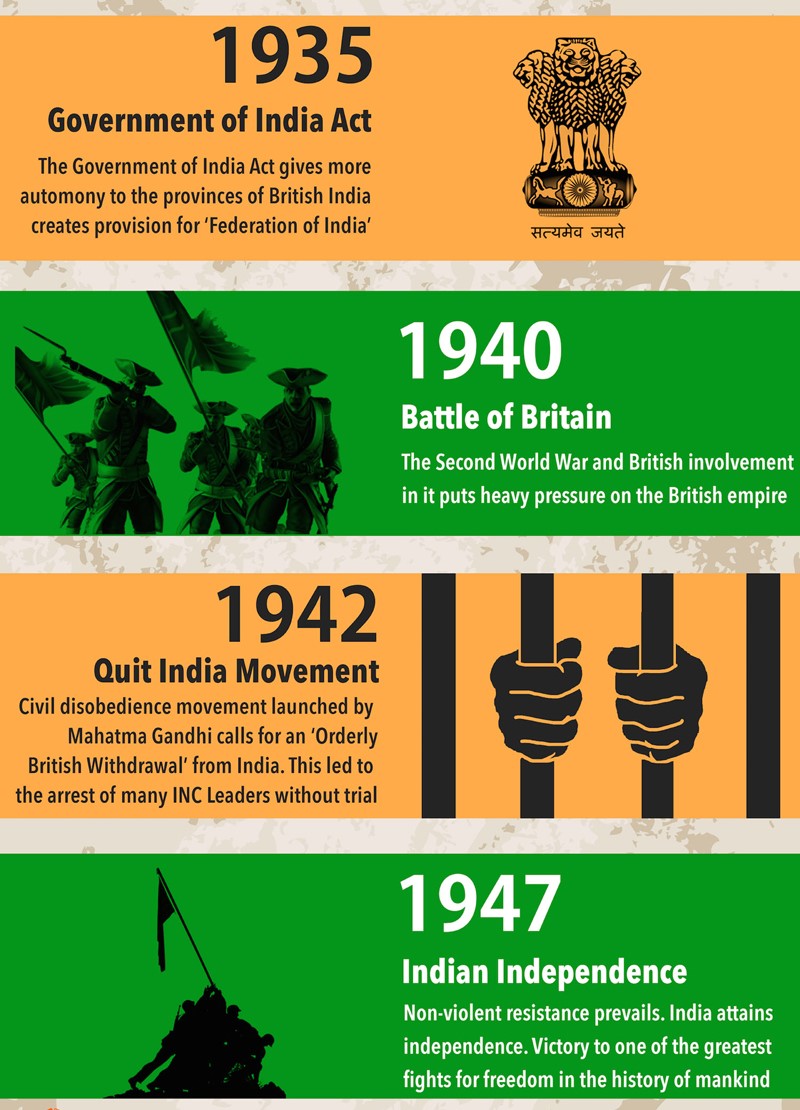 1935
Government of India Act
The Government of India Act gives more
automomy to the provinces of British India
creates provision for ‘Federation of India’
सत्यमेव जयते
1940
Battle of Britain
The Second World War and British involvement
in it puts heavy pressure on the British empire
1942
Quit India Movement
Civil disobedience movement launched by
Mahatma Gandhi calls for an ‘Orderly
British Withdrawal’ from India. This led to
the arrest of many INC Leaders without trial
1947
Indian Independence
Non-violent resistance prevails. India attains
independence. Victory to one of the greatest
fights for freedom in the history of mankind